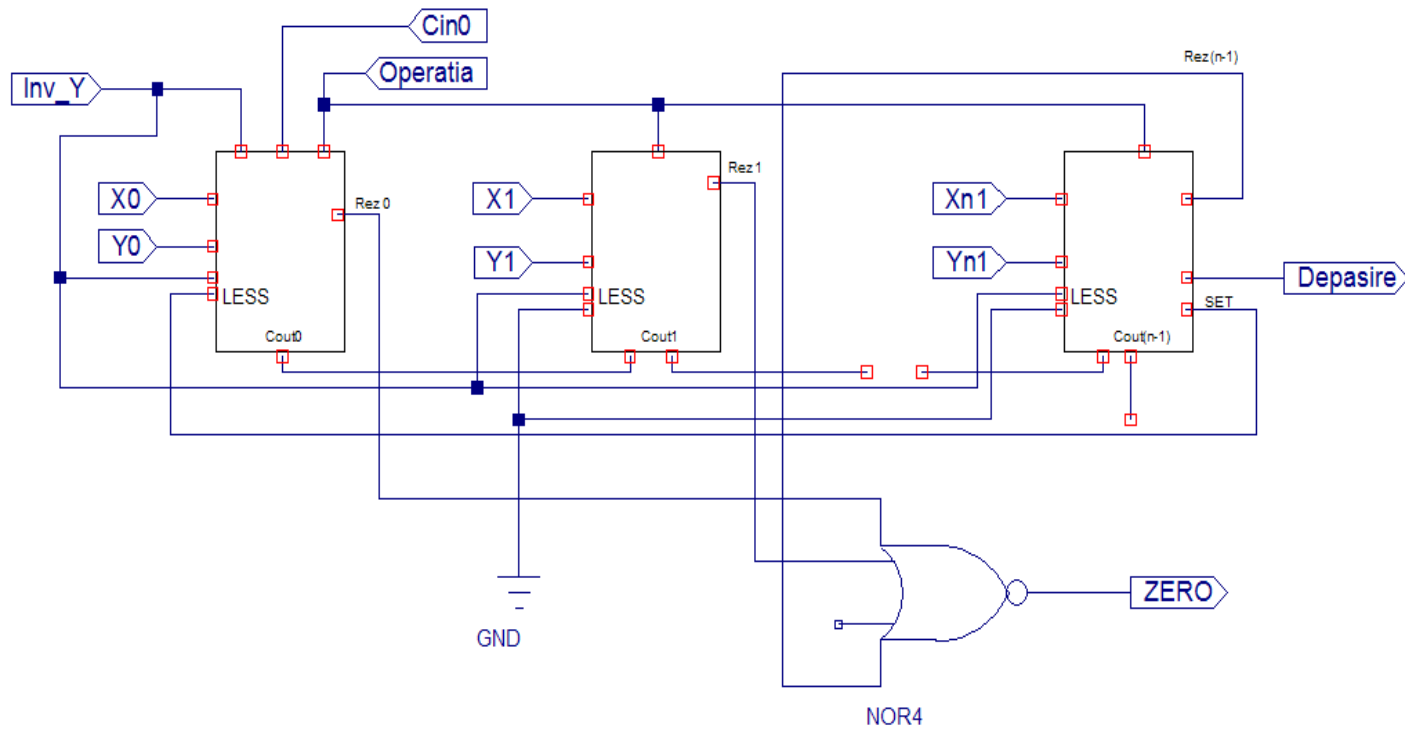 Cin0
Rez(n-1)
Operatia
Inv_Y
X0
Y0
LESS
Rez 0
Cout0
X1
Y1
LESS
Rez 1
Cout1
Xn1
Yn1
LESS
Depasire
SET
Cout(n-1)
ZERO
GND
NOR4